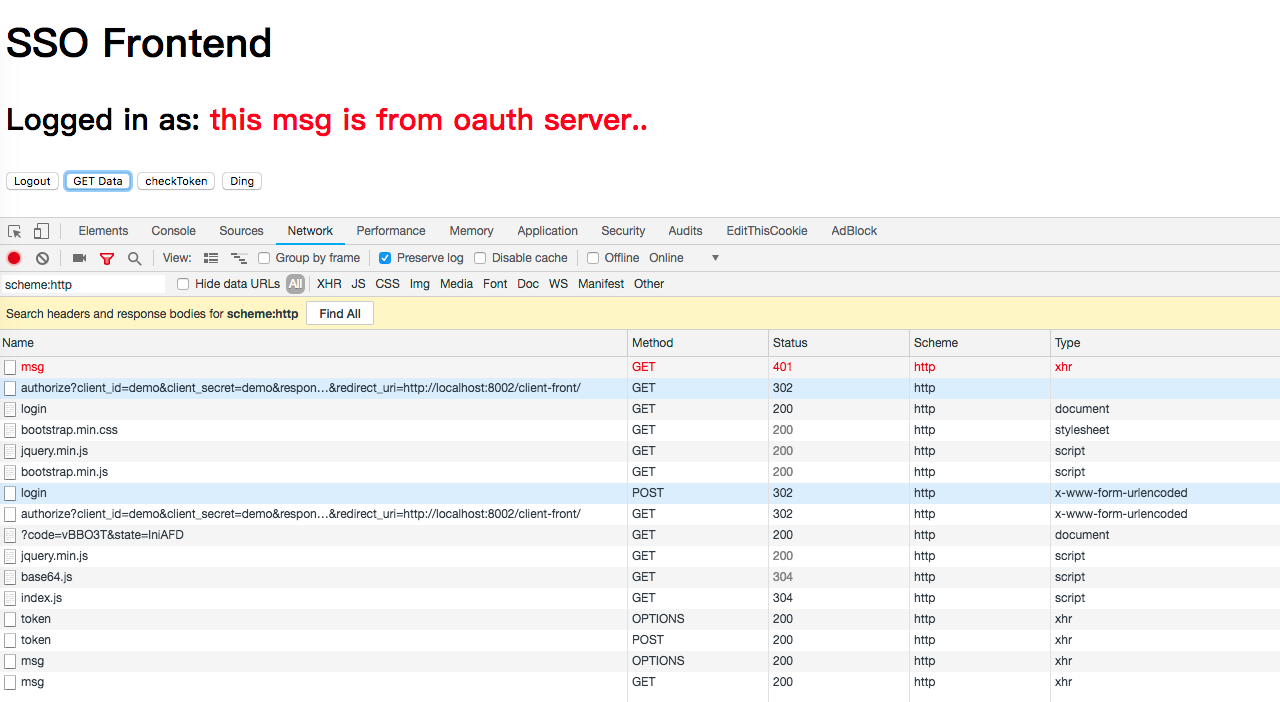 SSO Frontend
Logged in as: this msg is from oauth server..
Logout GET Data checkToken Ding
Elements Console Sources Network Performance Memory Application Security Audits EditThisCookie AdBlock
View: Group by frame Preserve log Disable cache Offline Online
scheme:http Hide data URLs All XHR JS CSS Img Media Font Doc WS Manifest Other
Search headers and response bodies for scheme:http Find All
Name Method Status Scheme Type
msg GET 401 http xhr
authorize?client_id=demo&client_secret=demo&respon…&redirect_uri=http://localhost:8002/client-front/ GET 302 http
login GET 200 http document
bootstrap.min.css GET 200 http stylesheet
jquery.min.js GET 200 http script
bootstrap.min.js GET 200 http script
login POST 302 http x-www-form-urlencoded
authorize?client_id=demo&client_secret=demo&respon…&redirect_uri=http://localhost:8002/client-front/ GET 302 http x-www-form-urlencoded
?code=vBBO3T&state=IniAFD GET 200 http document
jquery.min.js GET 200 http script
base64.js GET 304 http script
index.js GET 304 http script
token OPTIONS 200 http xhr
token POST 200 http xhr
msg OPTIONS 200 http xhr
msg GET 200 http xhr